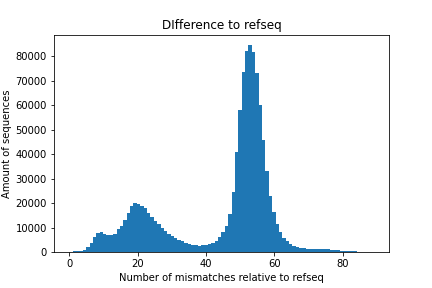 DIfference to refseq
Amount of sequences
80000
70000
60000
50000
40000
30000
20000
10000
0
0 20 40 60 80
Number of mismatches relative to refseq